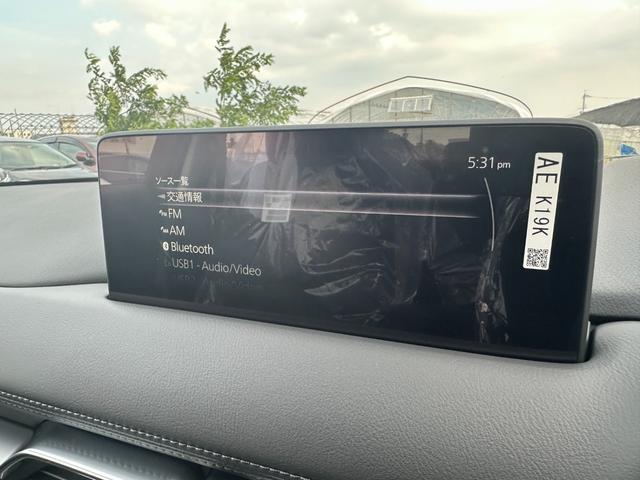 5:31 pm
ソース一覧
交通情報
FM
AM
Bluetooth
USB1 - Audio/Video
AE K19K